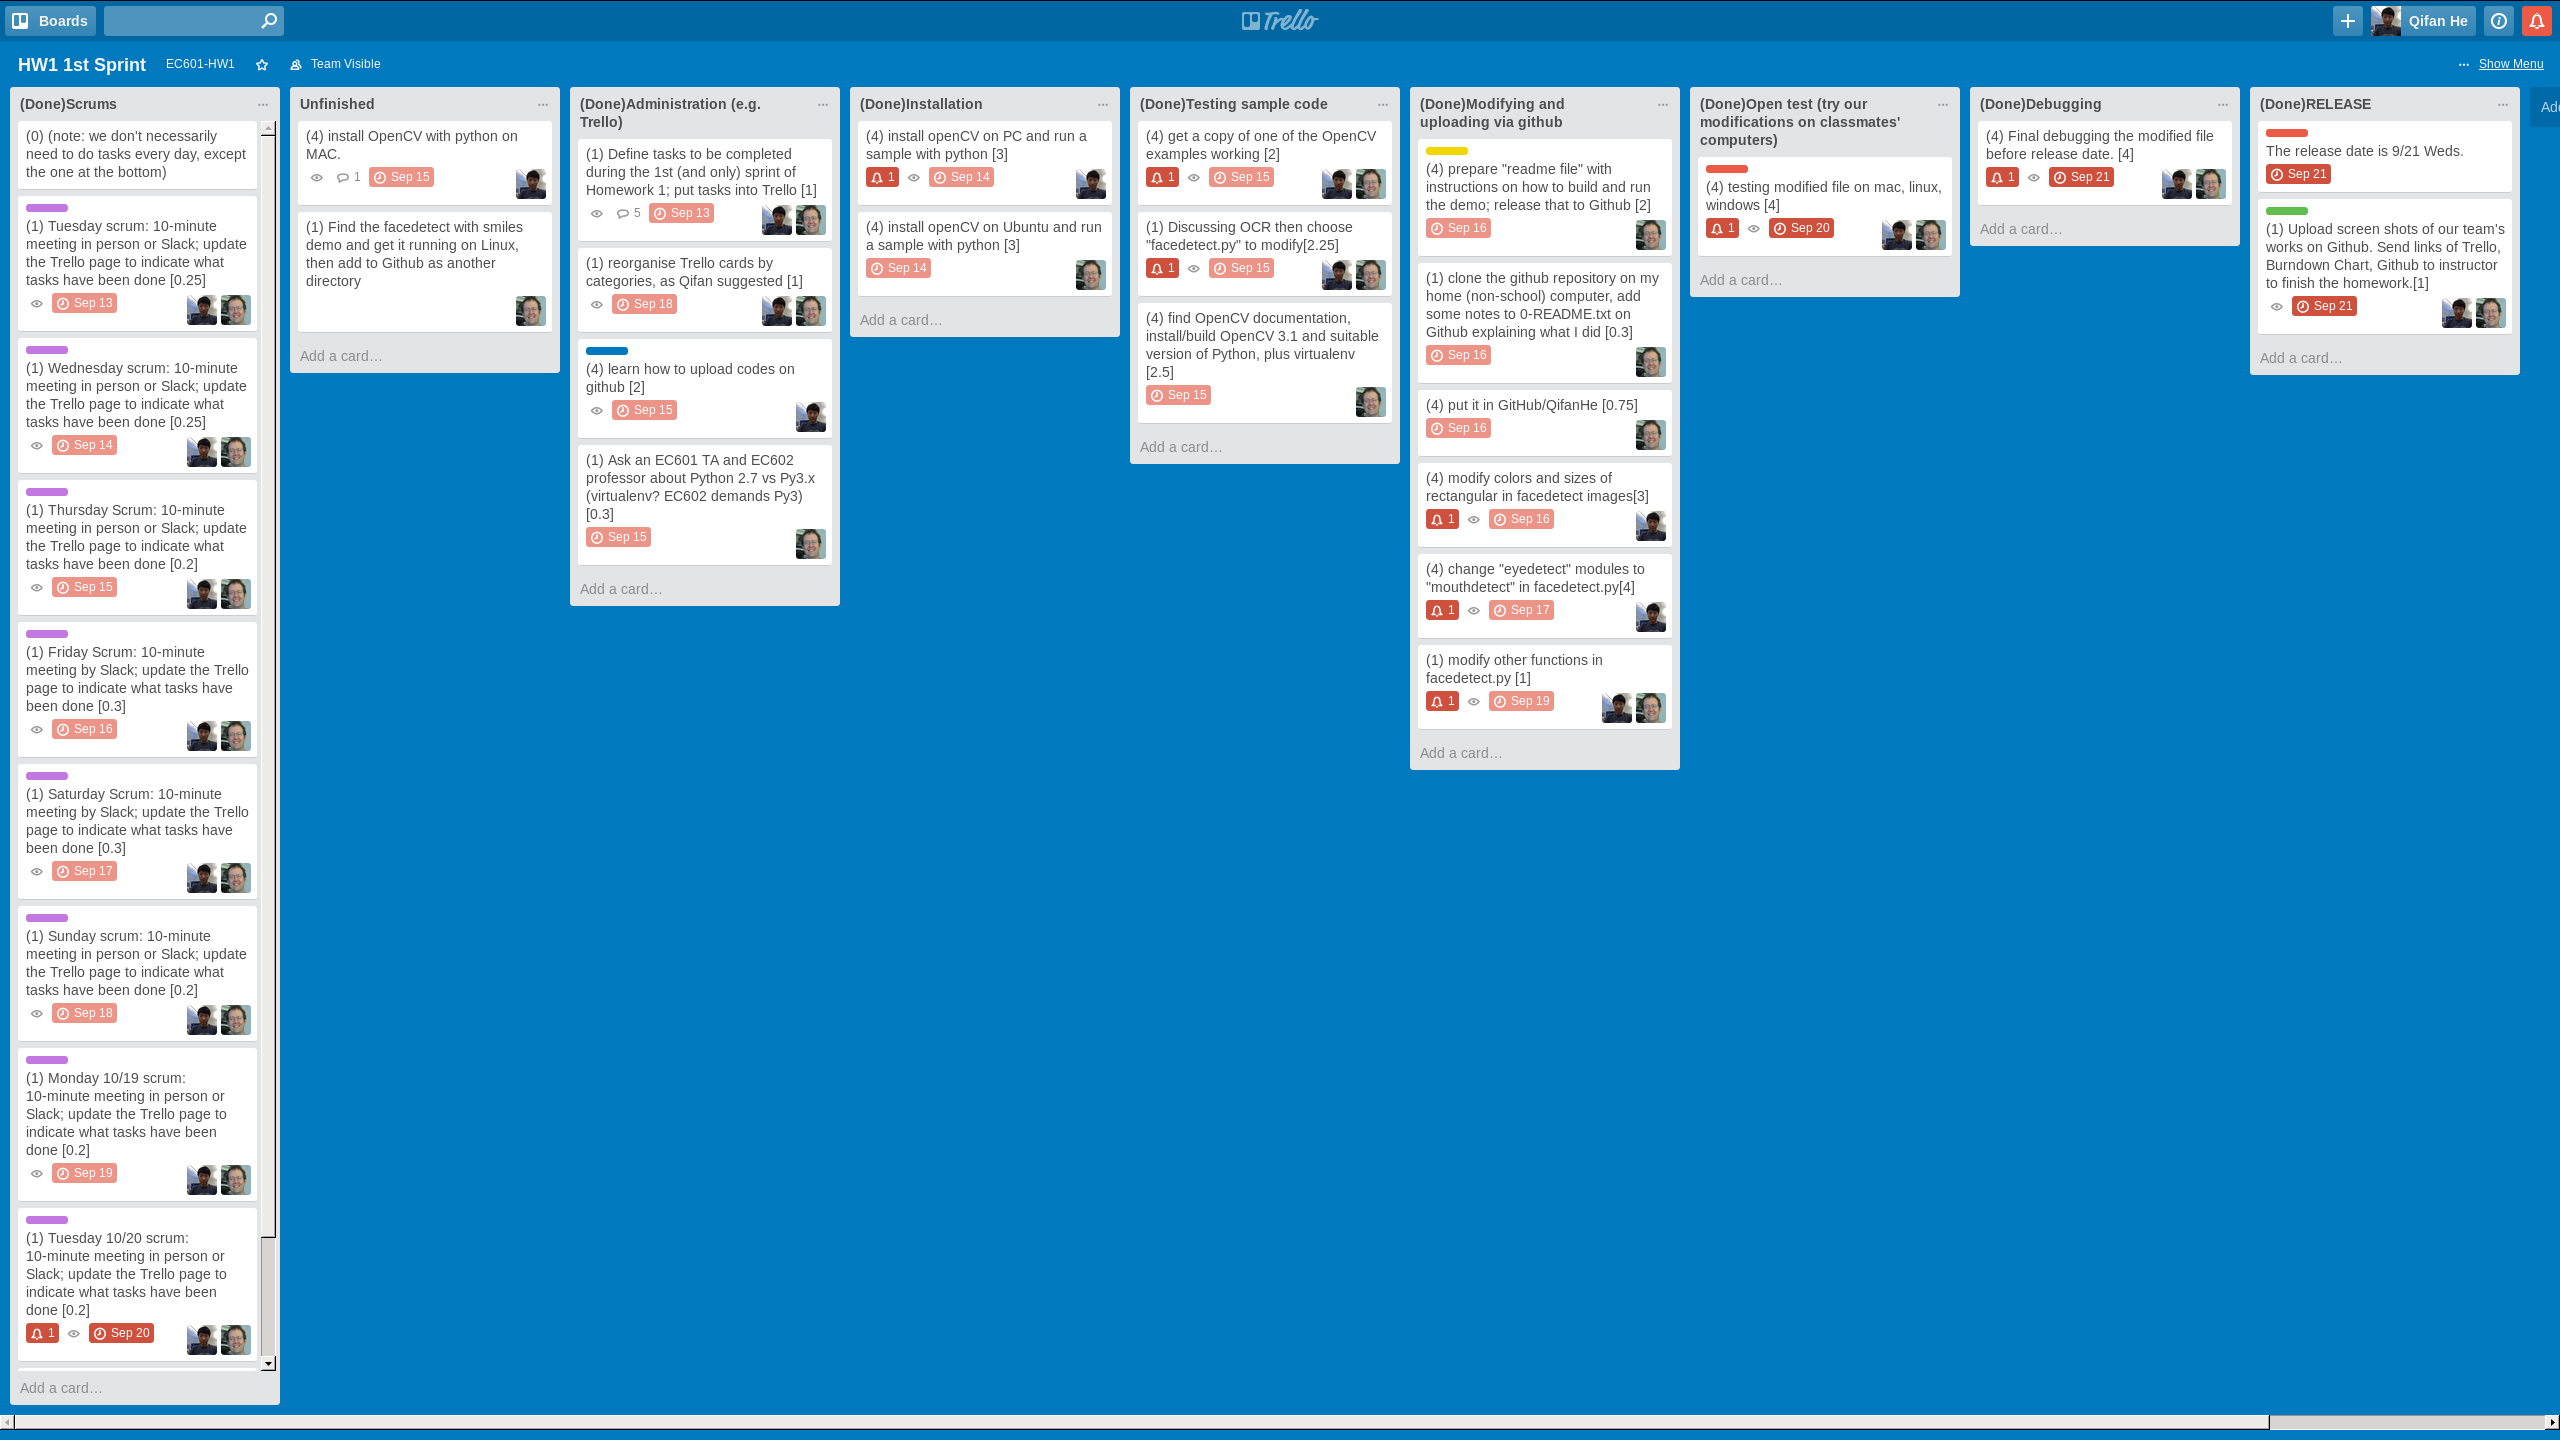 Boards
Trello
Qifan He
HW1 1st Sprint
EC601-HW1
Team Visible
Show Menu
(Done)Scrums
(0) (note: we don't necessarily
need to do tasks every day, except
the one at the bottom)
(1) Tuesday scrum: 10-minute
meeting in person or Slack; update
the Trello page to indicate what
tasks have been done [0.25]
Sep 13
(1) Wednesday scrum: 10-minute
meeting in person or Slack; update
the Trello page to indicate what
tasks have been done [0.25]
Sep 14
(1) Thursday Scrum: 10-minute
meeting in person or Slack; update
the Trello page to indicate what
tasks have been done [0.2]
Sep 15
(1) Friday Scrum: 10-minute
meeting by Slack; update the Trello
page to indicate what tasks have
been done [0.3]
Sep 16
(1) Saturday Scrum: 10-minute
meeting by Slack; update the Trello
page to indicate what tasks have
been done [0.3]
Sep 17
(1) Sunday scrum: 10-minute
meeting in person or Slack; update
the Trello page to indicate what
tasks have been done [0.2]
Sep 18
(1) Monday 10/19 scrum:
10-minute meeting in person or
Slack; update the Trello page to
indicate what tasks have been
done [0.2]
Sep 19
(1) Tuesday 10/20 scrum:
10-minute meeting in person or
Slack; update the Trello page to
indicate what tasks have been
done [0.2]
1 Sep 20
Add a card…
Unfinished
(4) install OpenCV with python on
MAC.
1 Sep 15
(1) Find the facedetect with smiles
demo and get it running on Linux,
then add to Github as another
directory
Add a card…
(Done)Administration (e.g.
Trello)
(1) Define tasks to be completed
during the 1st (and only) sprint of
Homework 1; put tasks into Trello [1]
5 Sep 13
(1) reorganise Trello cards by
categories, as Qifan suggested [1]
Sep 18
(4) learn how to upload codes on
github [2]
Sep 15
(1) Ask an EC601 TA and EC602
professor about Python 2.7 vs Py3.x
(virtualenv? EC602 demands Py3)
[0.3]
Sep 15
Add a card…
(Done)Installation
(4) install openCV on PC and run a
sample with python [3]
1 Sep 14
(4) install openCV on Ubuntu and run
a sample with python [3]
Sep 14
Add a card…
(Done)Testing sample code
(4) get a copy of one of the OpenCV
examples working [2]
1 Sep 15
(1) Discussing OCR then choose
"facedetect.py" to modify[2.25]
1 Sep 15
(4) find OpenCV documentation,
install/build OpenCV 3.1 and suitable
version of Python, plus virtualenv
[2.5]
Sep 15
Add a card…
(Done)Modifying and
uploading via github
(4) prepare "readme file" with
instructions on how to build and run
the demo; release that to Github [2]
Sep 16
(1) clone the github repository on my
home (non-school) computer, add
some notes to 0-README.txt on
Github explaining what I did [0.3]
Sep 16
(4) put it in GitHub/QifanHe [0.75]
Sep 16
(4) modify colors and sizes of
rectangular in facedetect images[3]
1 Sep 16
(4) change "eyedetect" modules to
"mouthdetect" in facedetect.py[4]
1 Sep 17
(1) modify other functions in
facedetect.py [1]
1 Sep 19
Add a card…
(Done)Open test (try our
modifications on classmates'
computers)
(4) testing modified file on mac, linux,
windows [4]
1 Sep 20
Add a card…
(Done)Debugging
(4) Final debugging the modified file
before release date. [4]
1 Sep 21
Add a card…
(Done)RELEASE
The release date is 9/21 Weds.
Sep 21
(1) Upload screen shots of our team's
works on Github. Send links of Trello,
Burndown Chart, Github to instructor
to finish the homework.[1]
Sep 21
Add a card…